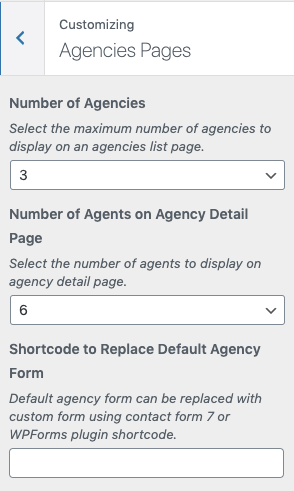 Customizing
Agencies Pages
Number of Agencies
Select the maximum number of agencies to
display on an agencies list page.
3
Number of Agents on Agency Detail
Page
Select the number of agents to display on
agency detail page.
6
Shortcode to Replace Default Agency
Form
Default agency form can be replaced with
custom form using contact form 7 or
WPForms plugin shortcode.